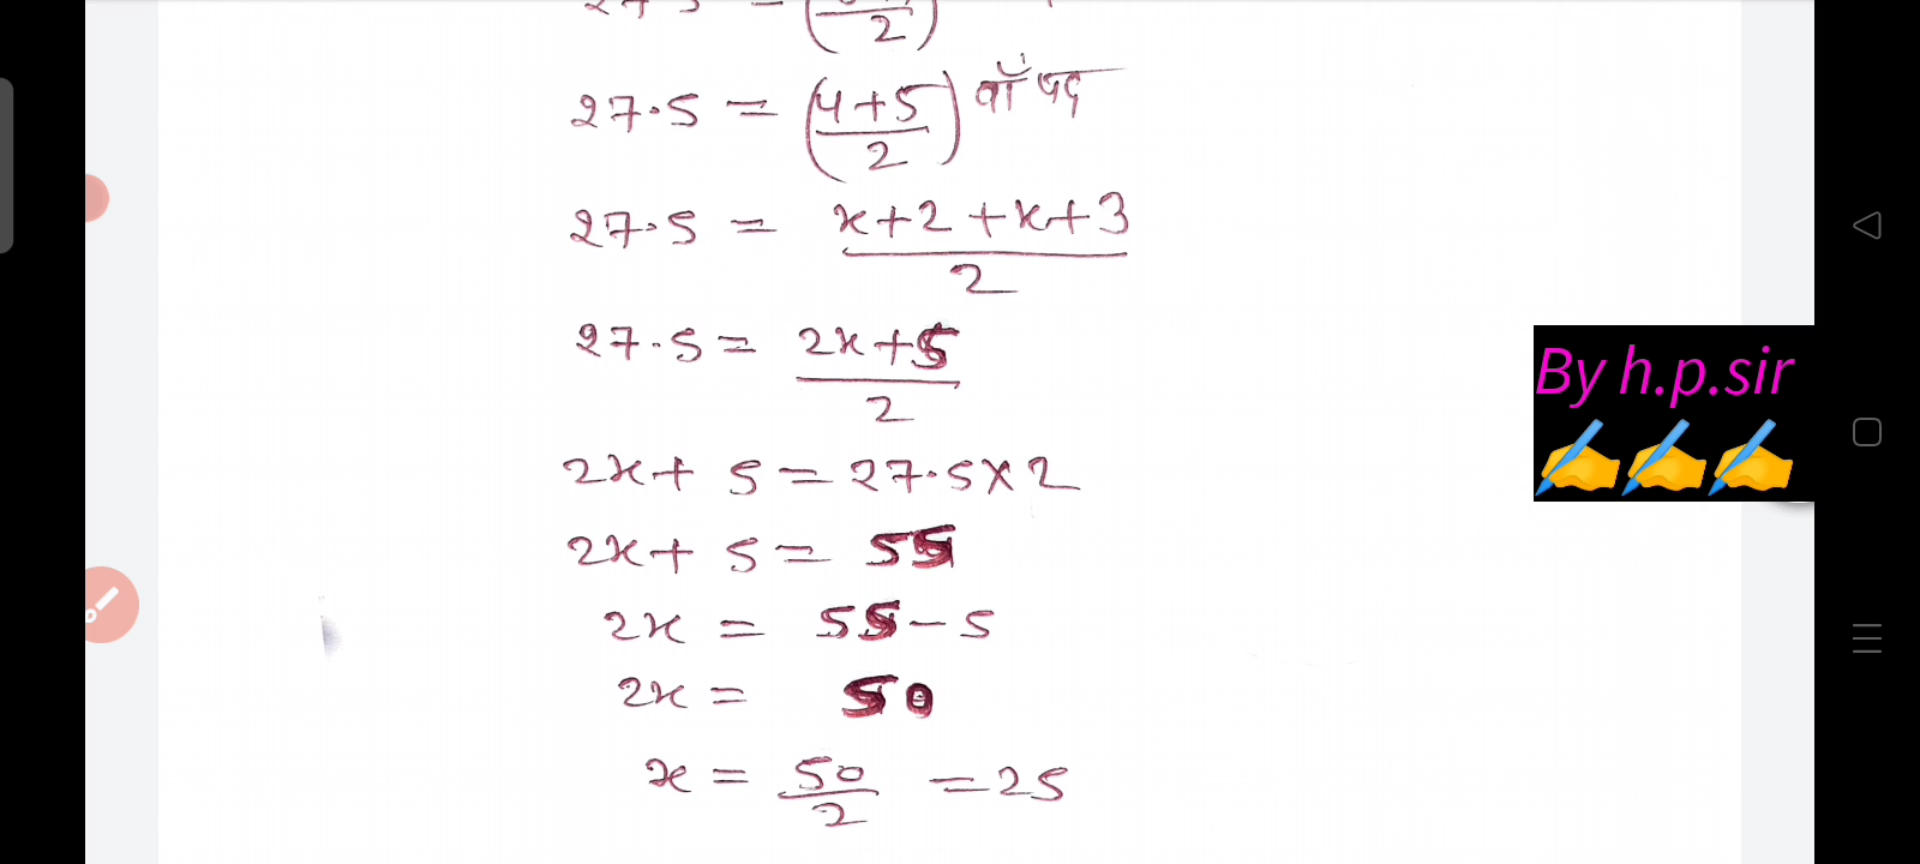 27.5 = (4+5/2) वाँ पद
27.5 = x+2+x+3/2
27.5 = 2x+5/2
2x + 5 = 27.5 X 2
2x + 5 = 55
2x = 55 - 5
2x = 50
x = 50/2 = 25
By h.p.sir
✍✍✍